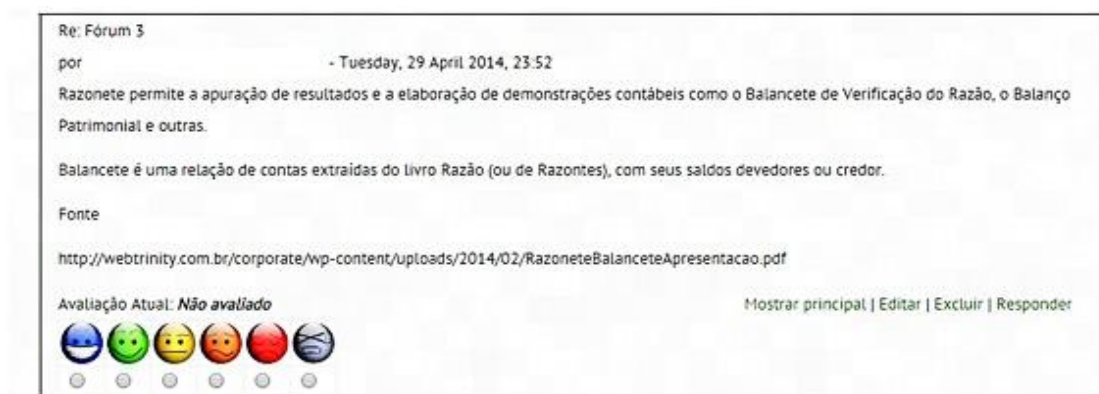 Re: Fórum 3
por - Tuesday, 29 April 2014, 23:52
Razonete permite a apuração de resultados e a elaboração de demonstrações contábeis como o Balancete de Verificação do Razão, o Balanço
Patrimonial e outras.
Balancete é uma relação de contas extraídas do livro Razão (ou de Razontes), com seus saldos devedores ou credor.
Fonte
http://webtrinity.com.br/corporate/wp-content/uploads/2014/02/RazoneteBalanceteApresentacao.pdf
Avaliação Atual: Não avaliado Mostrar principal | Editar | Excluir | Responder